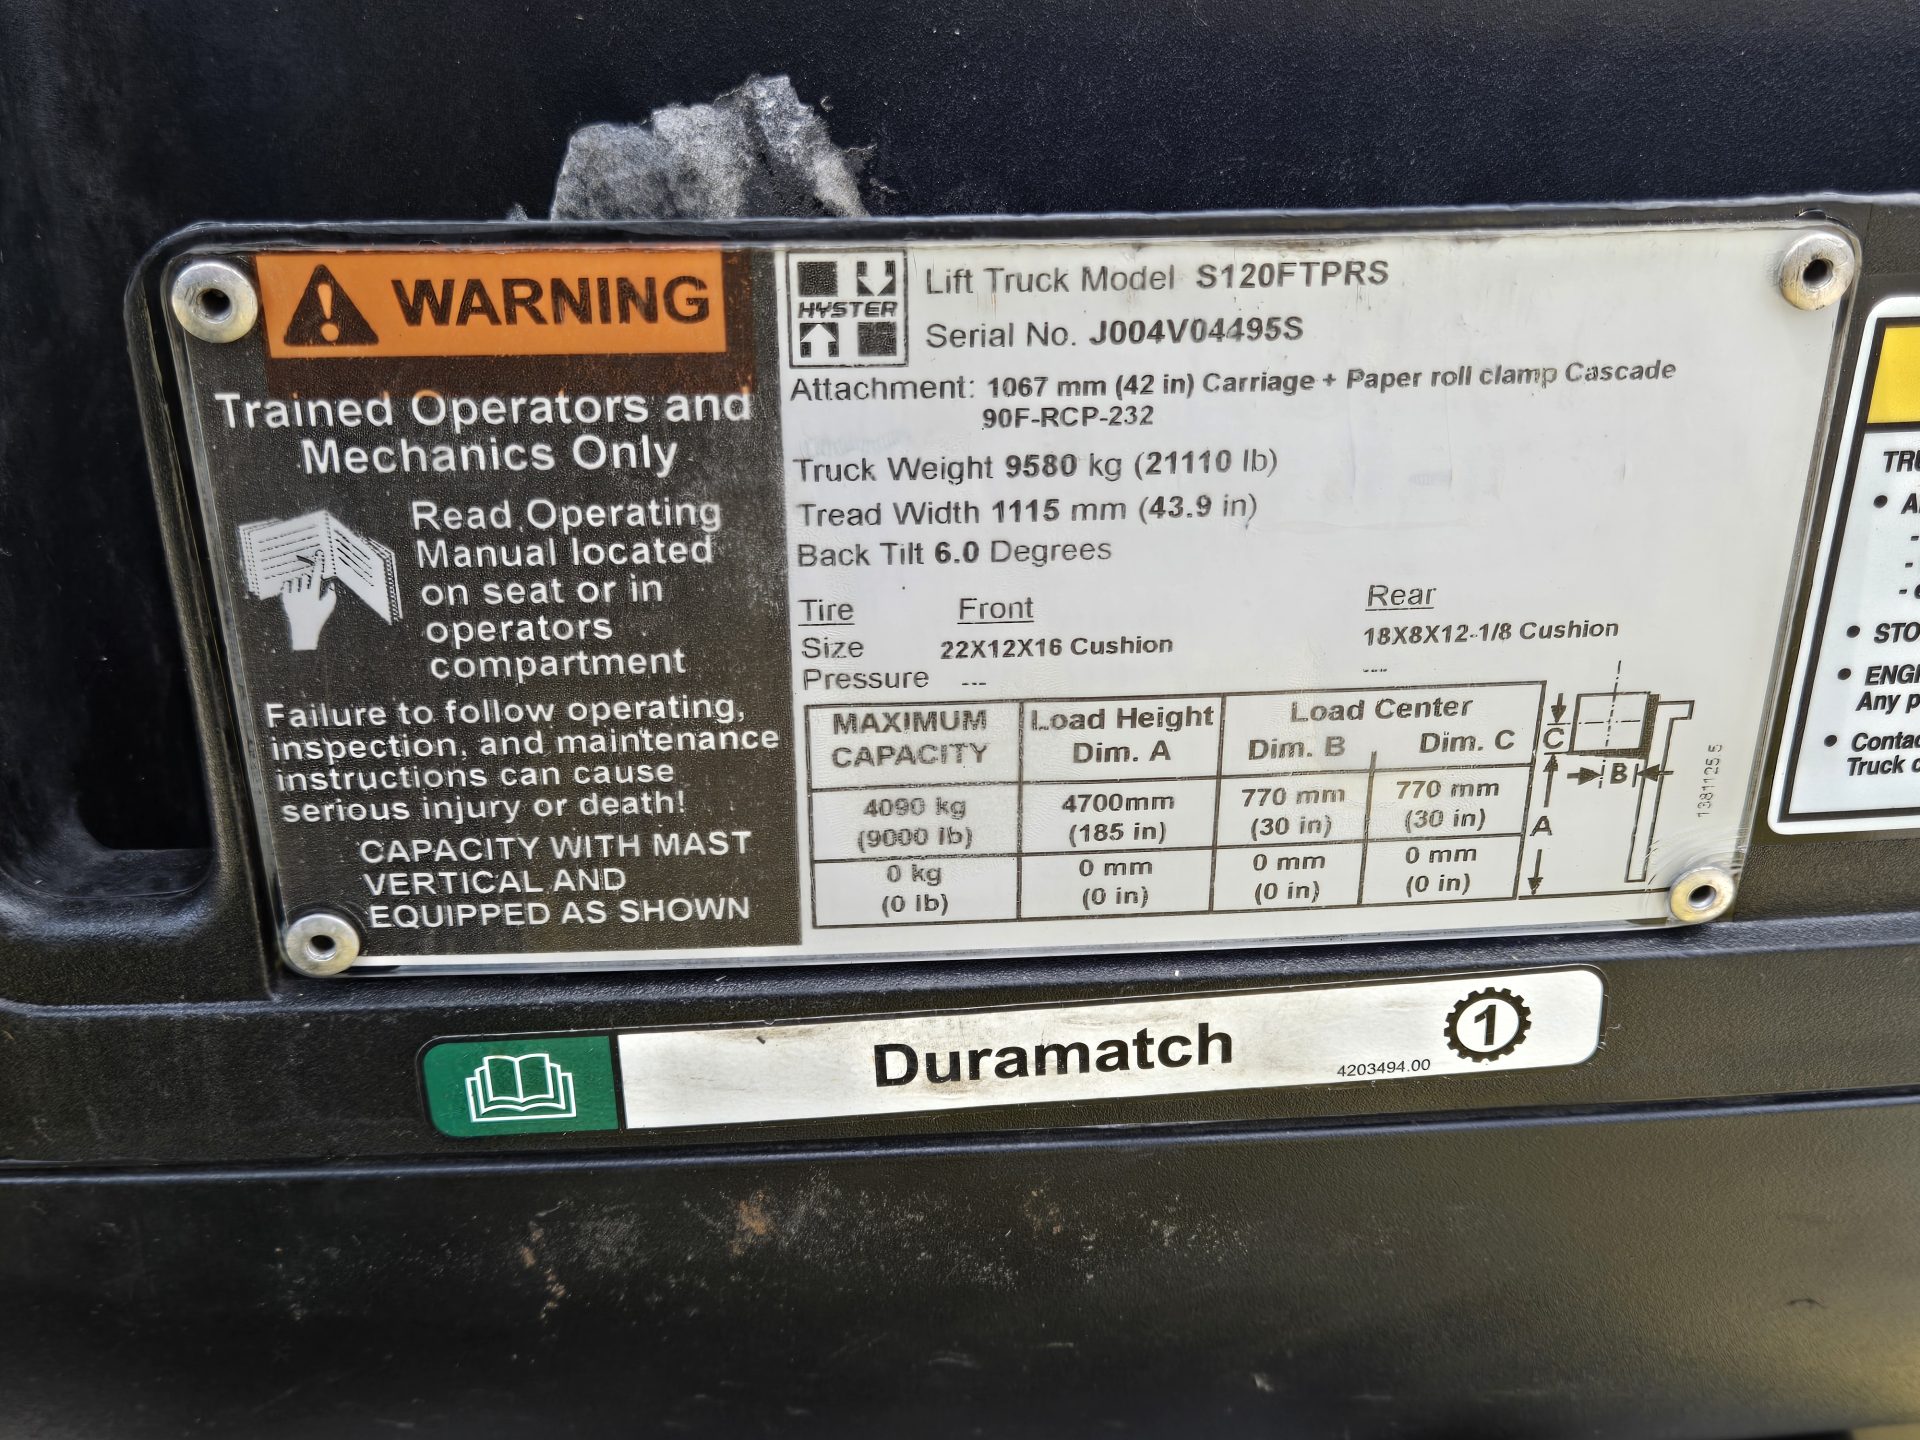 WARNING
Trained Operators and
Mechanics Only
Read Operating
Manual located
on seat or in
operators
compartment
Failure to follow operating,
inspection, and maintenance
instructions can cause
serious injury or death!
CAPACITY WITH MAST
VERTICAL AND
EQUIPPED AS SHOWN
HYSTER
Lift Truck Model S120FTPRS
Serial No. J004V04495S
Attachment: 1067 mm (42 in) Carriage + Paper roll clamp Cascade
90F-RCP-232
Truck Weight 9580 kg (21110 lb)
Tread Width 1115 mm (43.9 in)
Back Tilt 6.0 Degrees
Tire Front Rear
Size 22X12X16 Cushion 18X8X12-1/8 Cushion
Pressure --- ---
MAXIMUM CAPACITY
Load Height Dim. A
Load Center
Dim. B Dim. C
4090 kg 4700mm 770 mm 770 mm
(9000 lb) (185 in) (30 in) (30 in)
0 kg 0 mm 0 mm 0 mm
(0 lb) (0 in) (0 in) (0 in)
C
B
A
1381125 5
Duramatch
4203494.00
1
STO
ENG
Any p
Conta
Truck